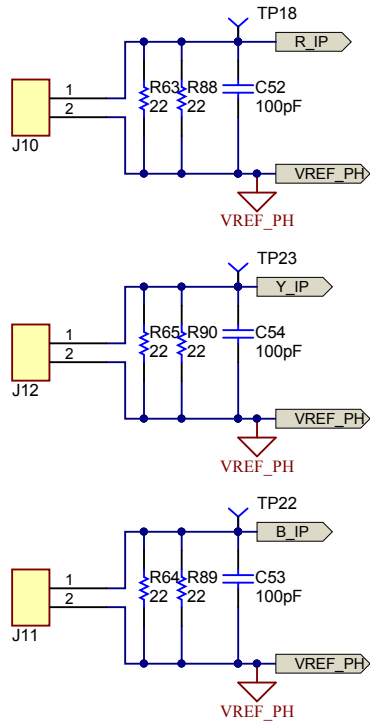 TP18
R_IP
1
2
J10
R63
22
R88
22
C52
100pF
VREF_PH
VREF_PH
TP23
Y_IP
1
2
J12
R65
22
R90
22
C54
100pF
VREF_PH
VREF_PH
TP22
B_IP
1
2
J11
R64
22
R89
22
C53
100pF
VREF_PH
VREF_PH